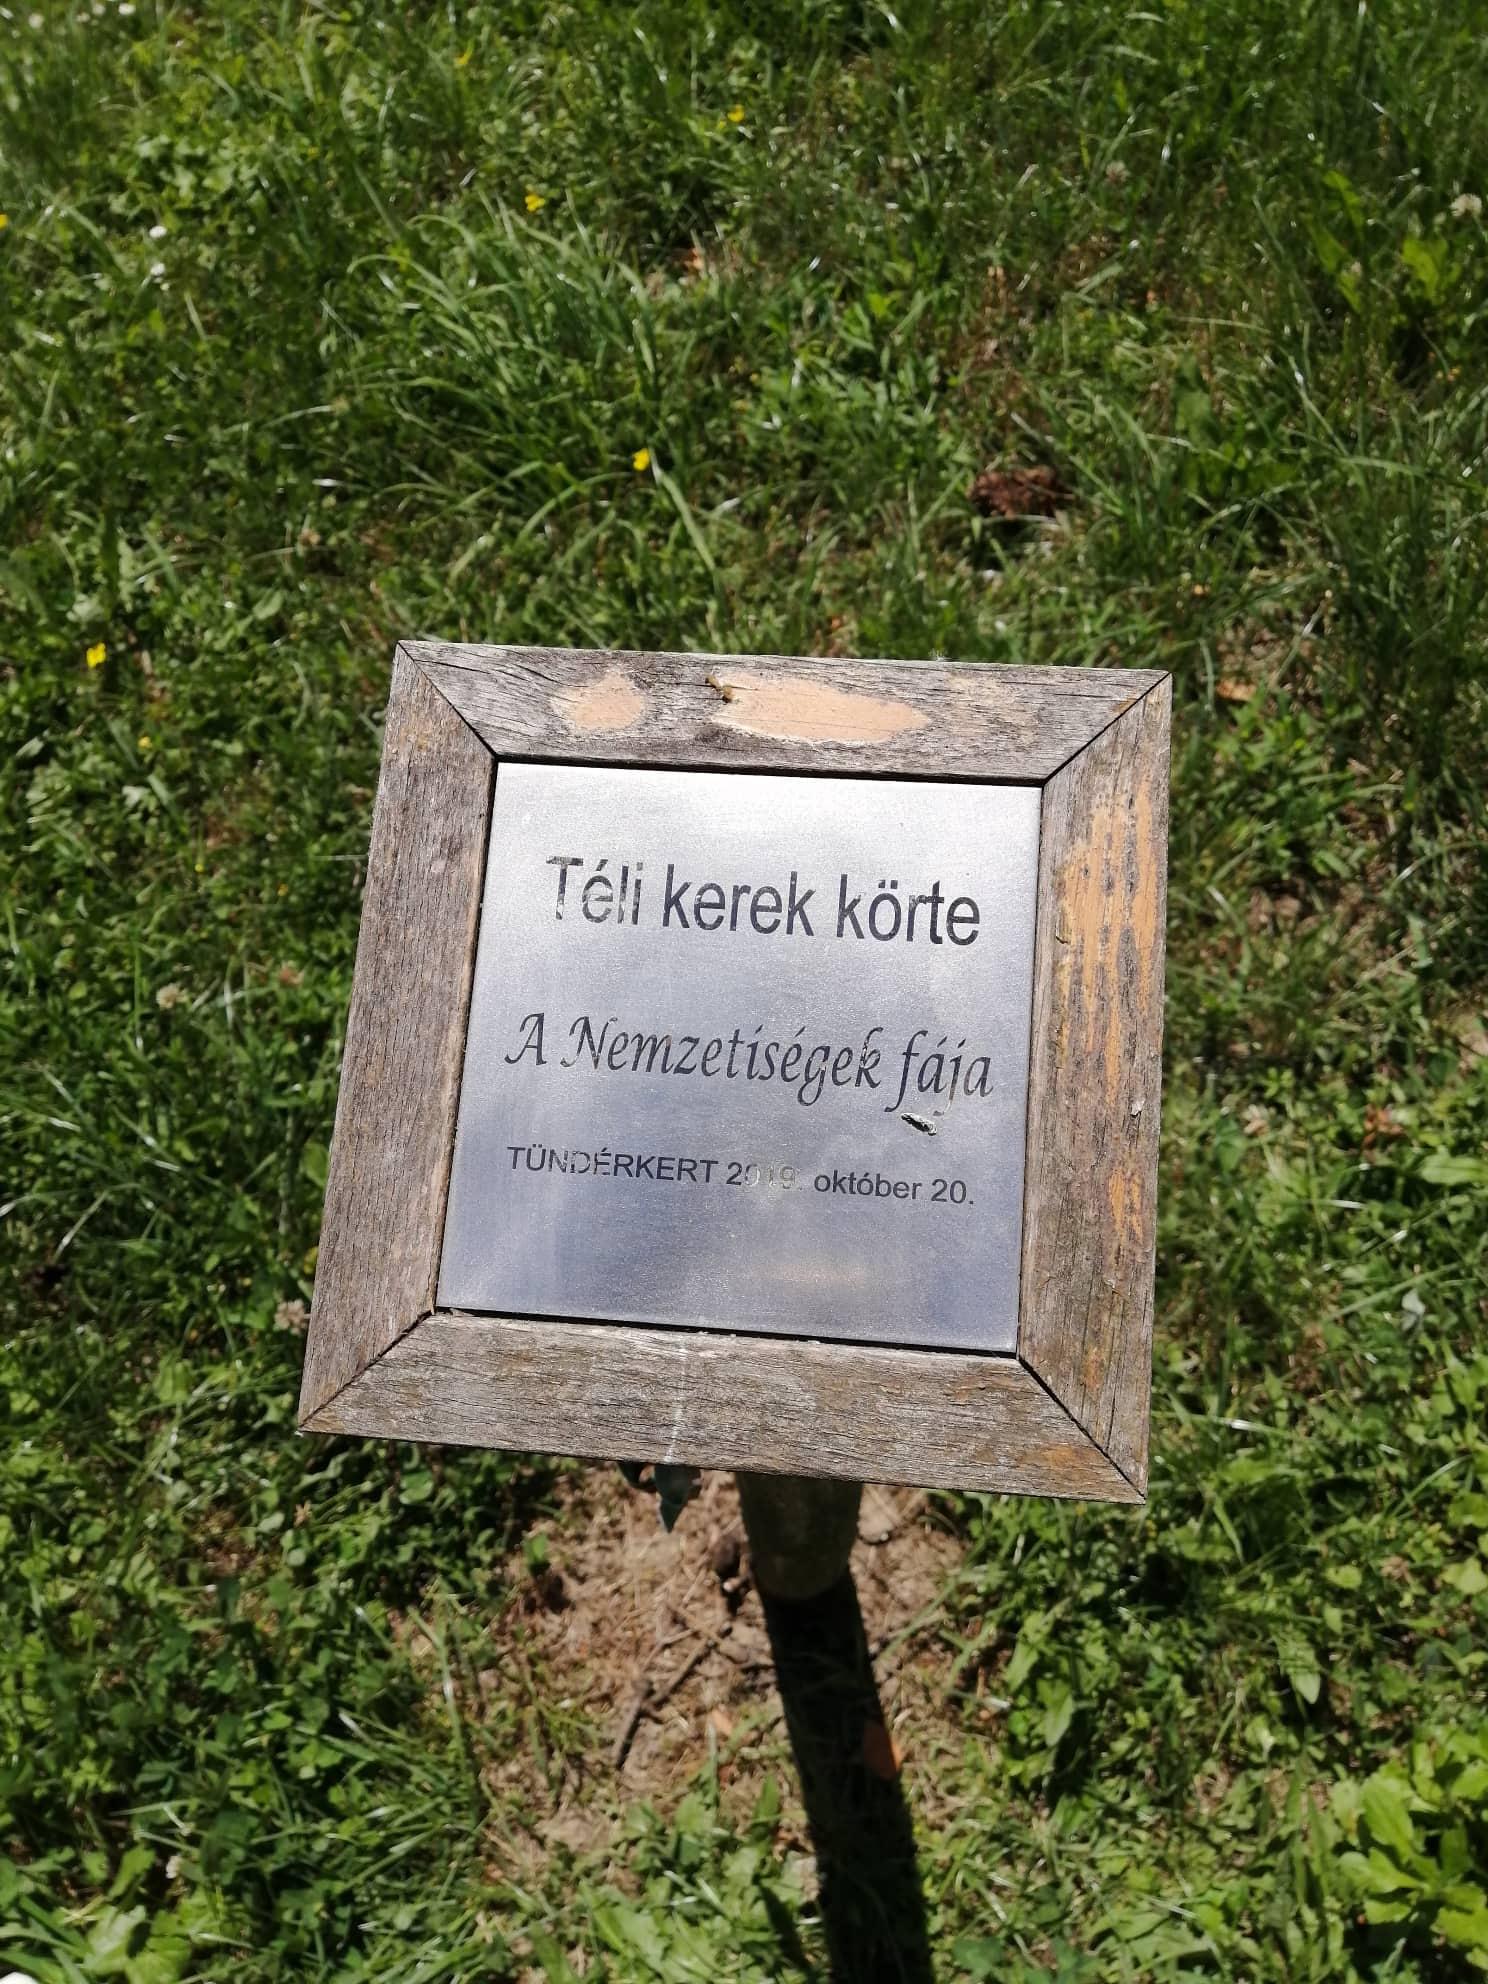 Téli kerek körte
A Nemzetiségek fája
TÜNDÉRKERT 2019. október 20.